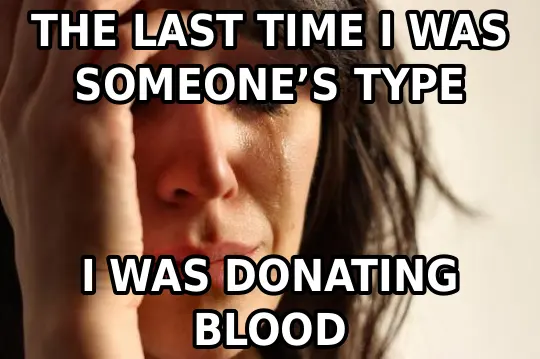 THE LAST TIME I WAS
SOMEONE’S TYPE
I WAS DONATING
BLOOD